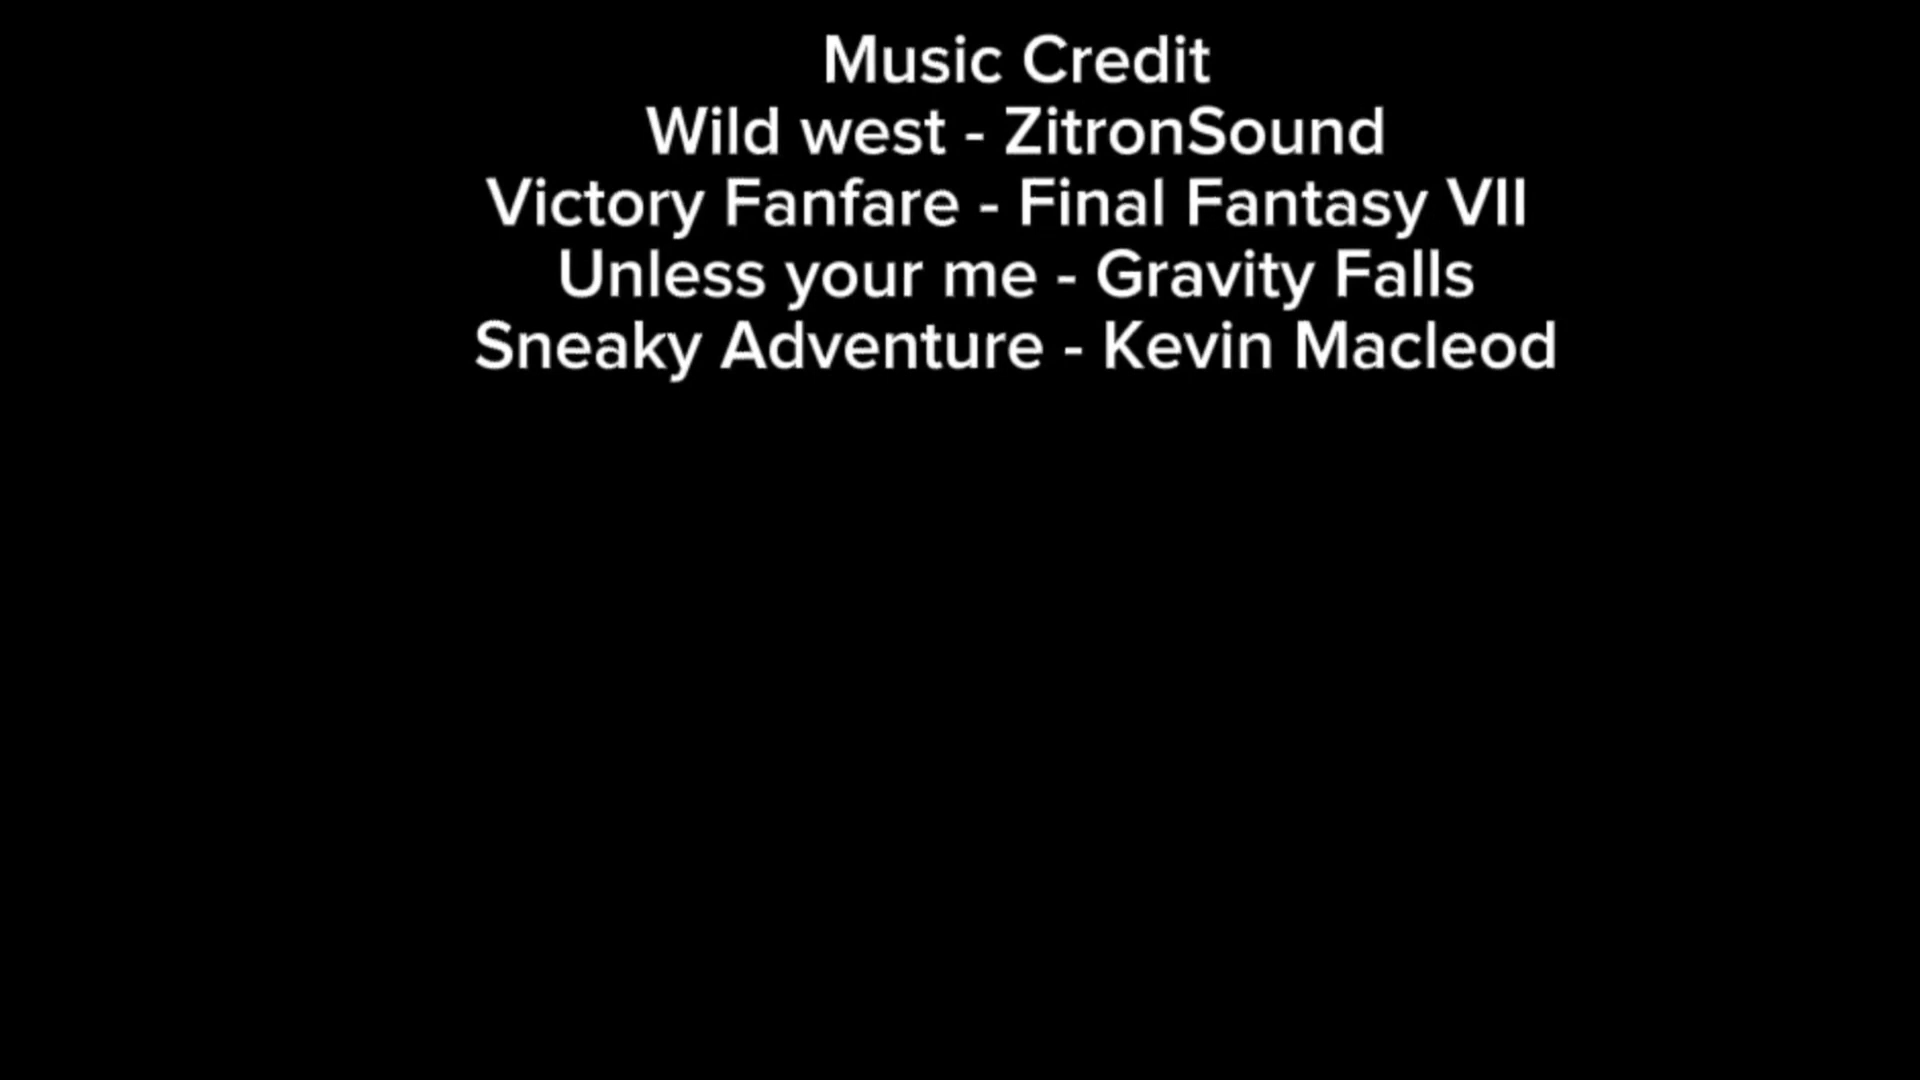 Music Credit
Wild west - ZitronSound
Victory Fanfare - Final Fantasy VII
Unless your me - Gravity Falls
Sneaky Adventure - Kevin Macleod